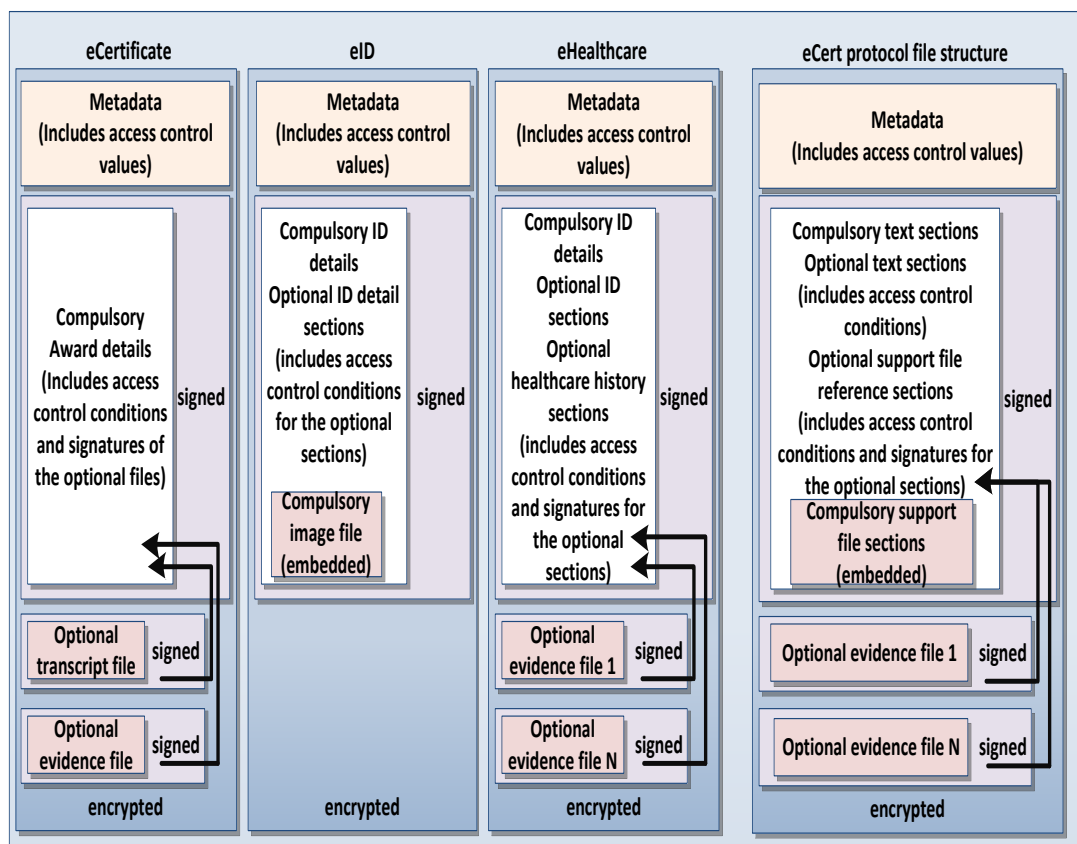 eCertificate
Metadata
(Includes access control
values)
Compulsory
Award details
(Includes access
control conditions
and signatures of
the optional files)
signed
Optional
transcript file
signed
Optional
evidence file
signed
encrypted
eID
Metadata
(Includes access control
values)
Compulsory ID
details
Optional ID detail
sections
(includes access
control conditions
for the optional
sections)
Compulsory
image file
(embedded)
signed
encrypted
eHealthcare
Metadata
(Includes access control
values)
Compulsory ID
details
Optional ID
sections
Optional
healthcare history
sections
(includes access
control conditions
and signatures for
the optional
sections)
signed
Optional
evidence file 1
signed
Optional
evidence file N
signed
encrypted
eCert protocol file structure
Metadata
(Includes access control values)
Compulsory text sections
Optional text sections
(includes access control
conditions)
Optional support file
reference sections
(includes access control
conditions and signatures for
the optional sections)
Compulsory support
file sections
(embedded)
signed
Optional evidence file 1
signed
Optional evidence file N
signed
encrypted